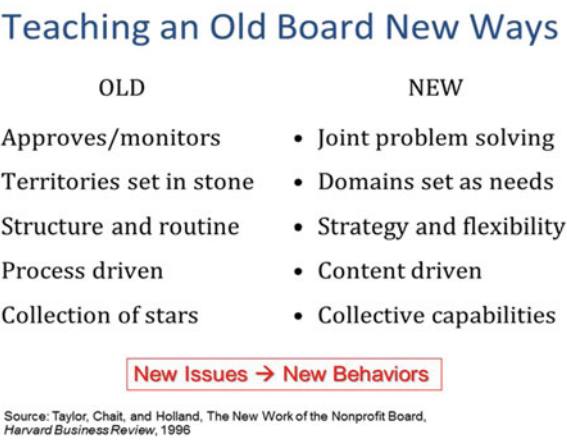 Teaching an Old Board New Ways
OLD NEW
Approves/monitors • Joint problem solving
Territories set in stone • Domains set as needs
Structure and routine • Strategy and flexibility
Process driven • Content driven
Collection of stars • Collective capabilities
New Issues → New Behaviors
Source: Taylor, Chait, and Holland, The New Work of the Nonprofit Board,
Harvard Business Review, 1996